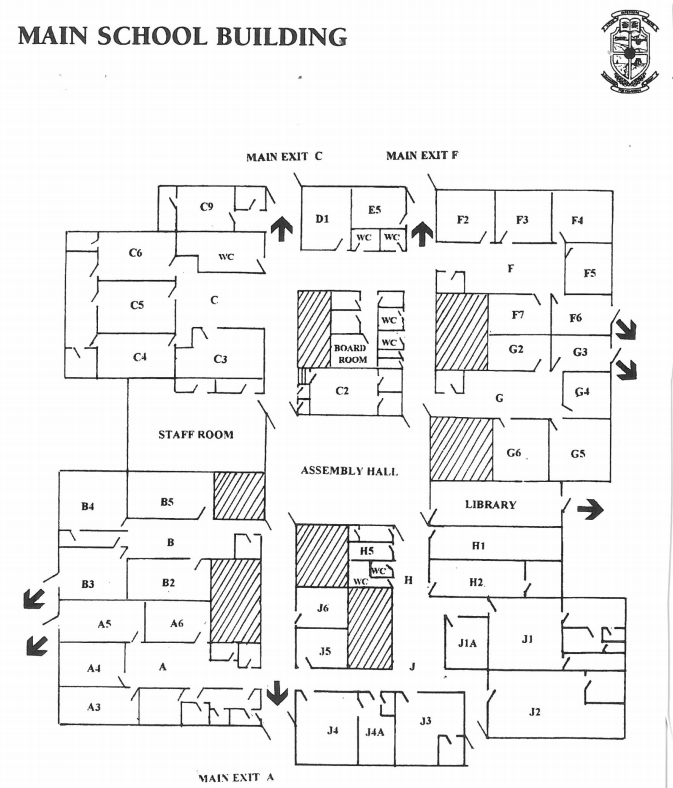 MAIN SCHOOL BUILDING
MAIN EXIT C
MAIN EXIT F
C9
D1
E5
F2
F3
F4
WC
WC
C6
WC
F
F5
C5
C
WC
F7
F6
WC
BOARD
ROOM
G2
G3
C4
C3
C2
G4
G
STAFF ROOM
G6
G5
ASSEMBLY HALL
B4
B5
LIBRARY
B
H5
H1
WC
WC
H
B3
B2
H2
J6
A5
A6
J1A
J1
J5
A4
A
J
A3
J4
J4A
J3
J2
MAIN EXIT A